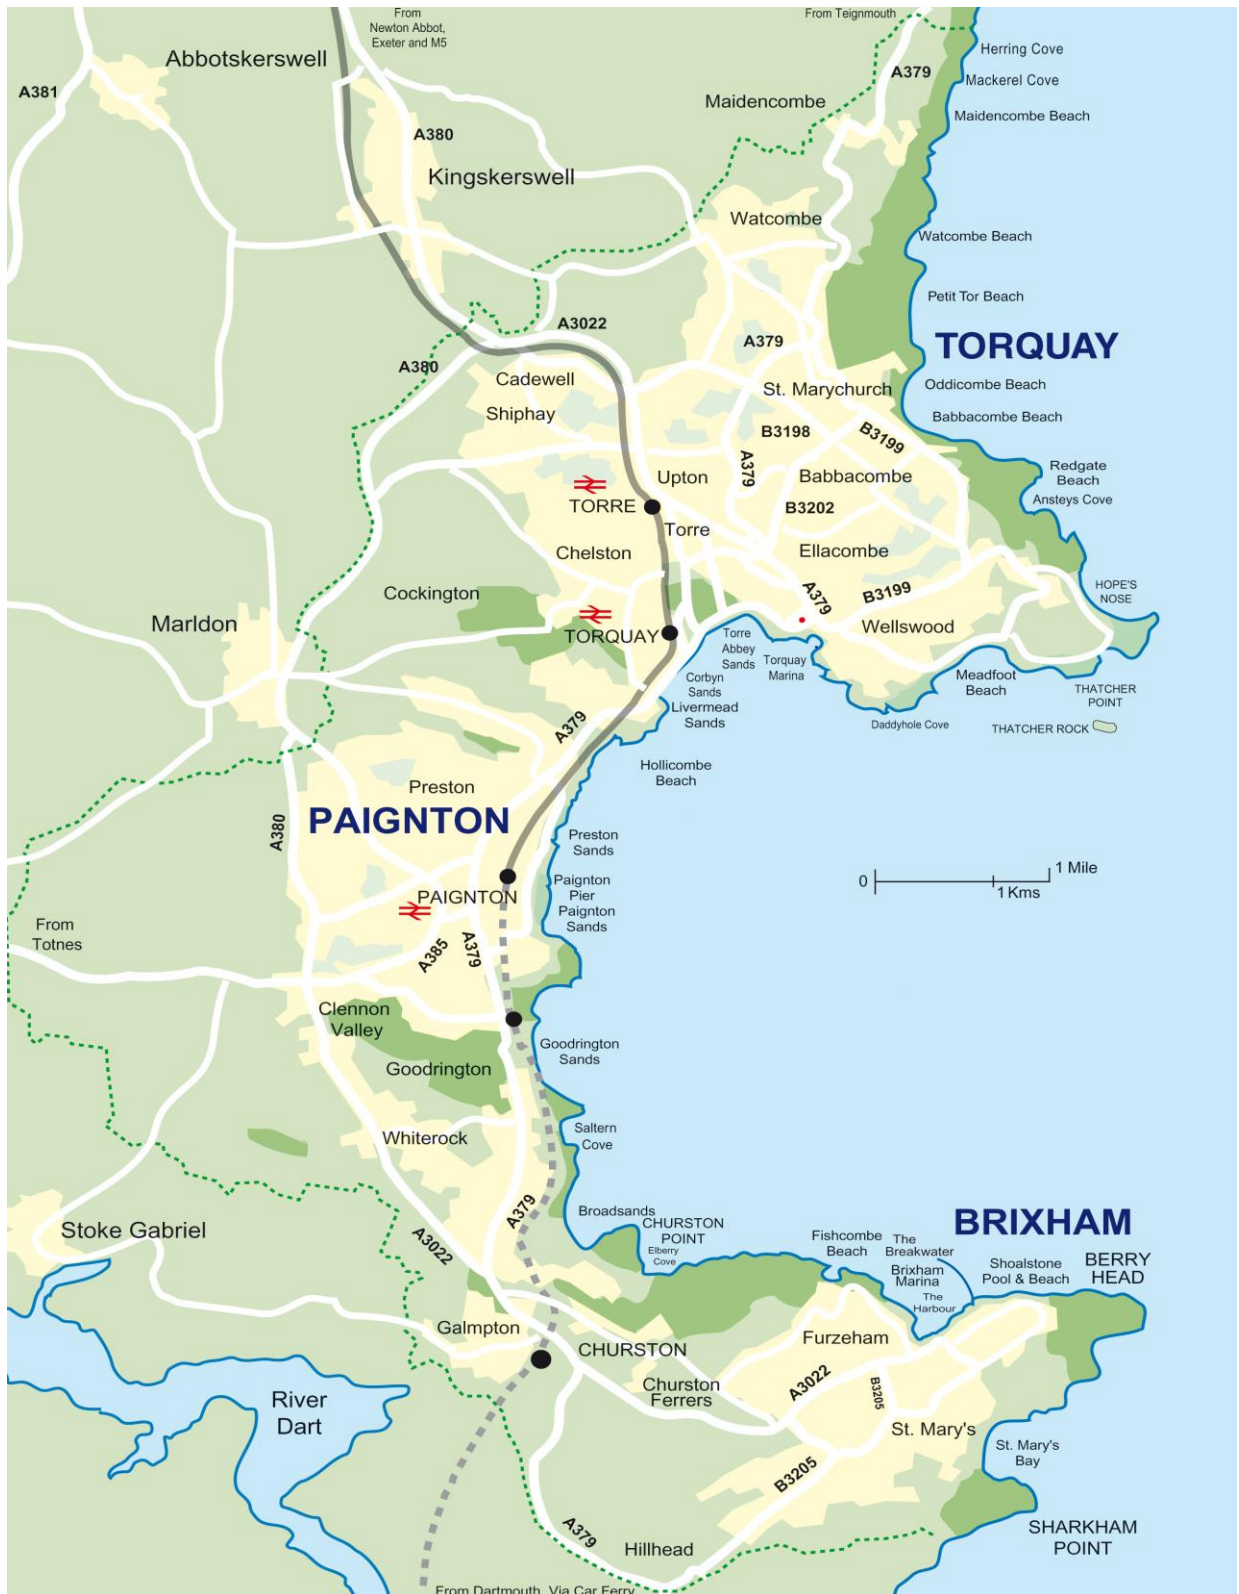 From
Newton Abbot,
Exeter and M5
From Teignmouth
Abbotskerswell
A381
A380
Kingskerswell
A379
Maidencombe
Herring Cove
Mackerel Cove
Maidencombe Beach
Watcombe
Watcombe Beach
Petit Tor Beach
TORQUAY
A3022
A379
A380
Cadewell
Shiphay
St. Marychurch
Oddicombe Beach
Babbacombe Beach
B3198
B3199
A379
Upton
Babbacombe
Redgate
Beach
Ansteys Cove
TORRE
B3202
Torre
Chelston
Ellacombe
Cockington
A379
B3199
HOPE'S
NOSE
Marldon
TORQUAY
Wellswood
Torre
Abbey
Sands
Torquay
Marina
Corbyn
Sands
Livermead
Sands
Meadfoot
Beach
THATCHER
POINT
Daddyhole Cove
THATCHER ROCK
A379
Hollicombe
Beach
Preston
PAIGNTON
A380
Preston
Sands
0
1 Mile
1 Kms
PAIGNTON
Paignton
Pier
Paignton
Sands
From
Totnes
A385
A379
Clennon
Valley
Goodrington
Sands
Goodrington
Whiterock
Saltern
Cove
A379
Stoke Gabriel
A3022
Broadsands
CHURSTON
POINT
Elberry
Cove
BRIXHAM
Fishcombe
Beach
The
Breakwater
Brixham
Marina
The
Harbour
Shoalstone
Pool & Beach
BERRY
HEAD
Galmpton
CHURSTON
Furzeham
Churston
Ferrers
A3022
B3205
River
Dart
St. Mary's
St. Mary's
Bay
B3205
A379
Hillhead
SHARKHAM
POINT
From Dartmouth, Via Car Ferry